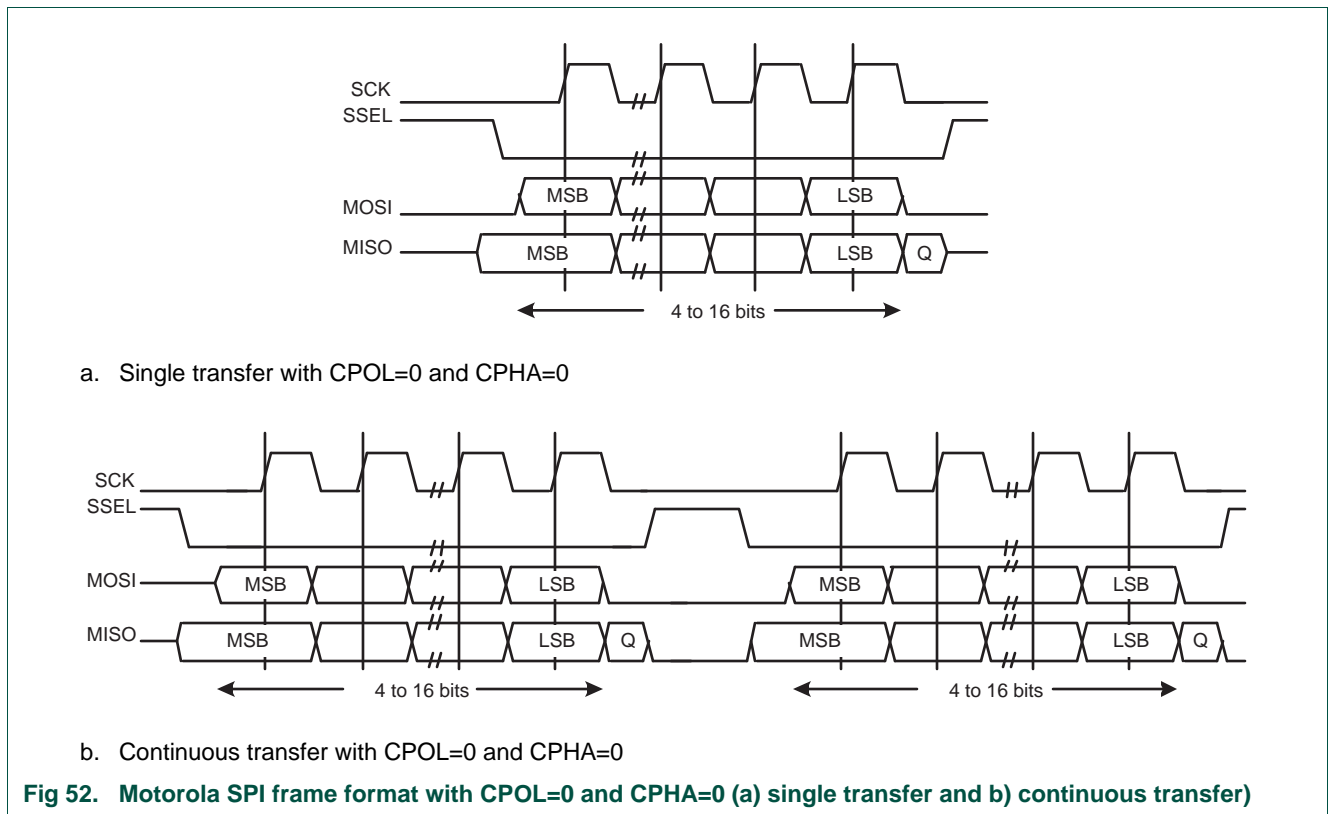 SCK
SSEL
MSB LSB
MOSI
MISO MSB LSB Q
4 to 16 bits
a. Single transfer with CPOL=0 and CPHA=0
SCK
SSEL
MOSI MSB LSB MSB LSB
MISO MSB LSB Q MSB LSB Q
4 to 16 bits 4 to 16 bits
b. Continuous transfer with CPOL=0 and CPHA=0
Fig 52. Motorola SPI frame format with CPOL=0 and CPHA=0 (a) single transfer and b) continuous transfer)